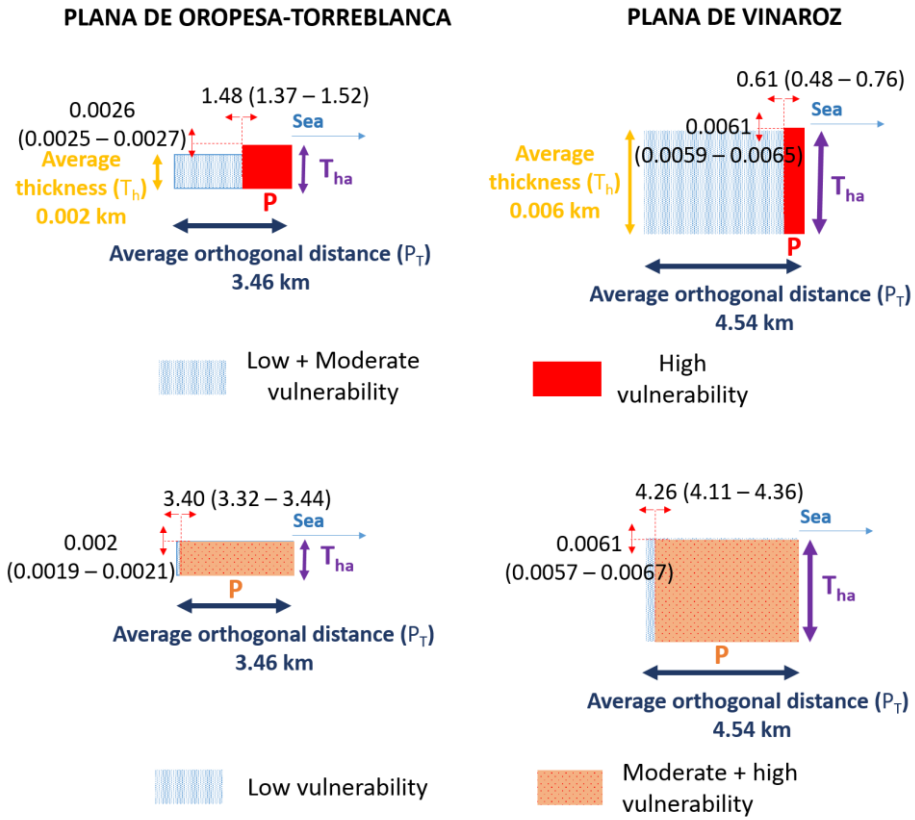 PLANA DE OROPESA-TORREBLANCA
PLANA DE VINAROZ
1.48 (1.37 – 1.52)
0.0026
(0.0025 – 0.0027)
Sea
Average
thickness (Th)
0.002 km
Tha
P
Average orthogonal distance (PT)
3.46 km
0.61 (0.48 – 0.76)
Sea
0.0061
(0.0059 – 0.0065)
Average
thickness (Th)
0.006 km
Tha
P
Average orthogonal distance (PT)
4.54 km
Low + Moderate
vulnerability
High
vulnerability
3.40 (3.32 – 3.44)
Sea
0.002
(0.0019 – 0.0021)
Tha
P
Average orthogonal distance (PT)
3.46 km
4.26 (4.11 – 4.36)
Sea
0.0061
(0.0057 – 0.0067)
Tha
P
Average orthogonal distance (PT)
4.54 km
Low vulnerability
Moderate + high
vulnerability